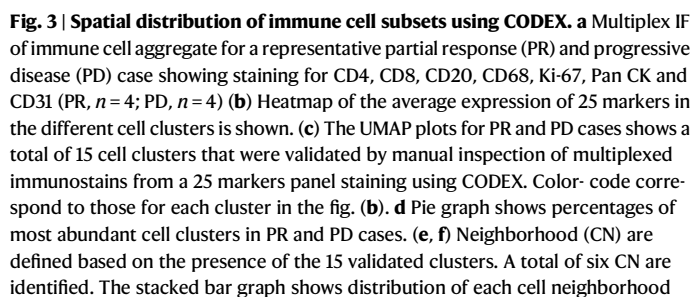 Fig. 3 | Spatial distribution of immune cell subsets using CODEX. a Multiplex IF
of immune cell aggregate for a representative partial response (PR) and progressive
disease (PD) case showing staining for CD4, CD8, CD20, CD68, Ki-67, Pan CK and
CD31 (PR, n = 4; PD, n = 4) (b) Heatmap of the average expression of 25 markers in
the different cell clusters is shown. (c) The UMAP plots for PR and PD cases shows a
total of 15 cell clusters that were validated by manual inspection of multiplexed
immunostains from a 25 markers panel staining using CODEX. Color- code corre-
spond to those for each cluster in the fig. (b). d Pie graph shows percentages of
most abundant cell clusters in PR and PD cases. (e, f) Neighborhood (CN) are
defined based on the presence of the 15 validated clusters. A total of six CN are
identified. The stacked bar graph shows distribution of each cell neighborhood